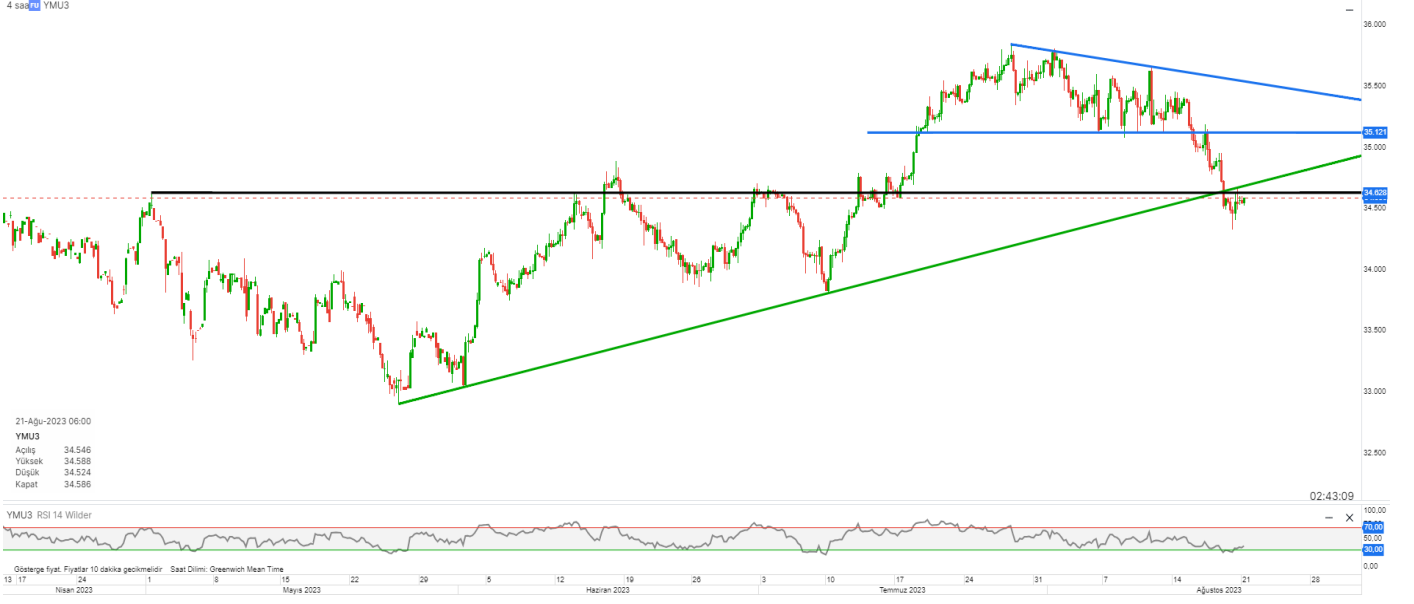 4 saa FU YMU3
36.000
35.500
35.121
35.000
34.628
34.500
34.000
33.500
33.000
32.500
21-Ağu-2023 06:00
YMU3
Açılış 34.546
Yüksek 34.588
Düşük 34.524
Kapat 34.586
02:43:09
YMU3 RSI 14 Wilder
100.00
70,00
50.00
30,00
0.00
Gösterge fiyat. Fiyatlar 10 dakika gecikmelidir Saat Dilimi: Greenwich Mean Time
13 17 24 1 8 15 22 29 5 12 19 26 3 10 17 24 31 7 14 21 28
Nisan 2023 Mayıs 2023 Haziran 2023 Temmuz 2023 Ağustos 2023